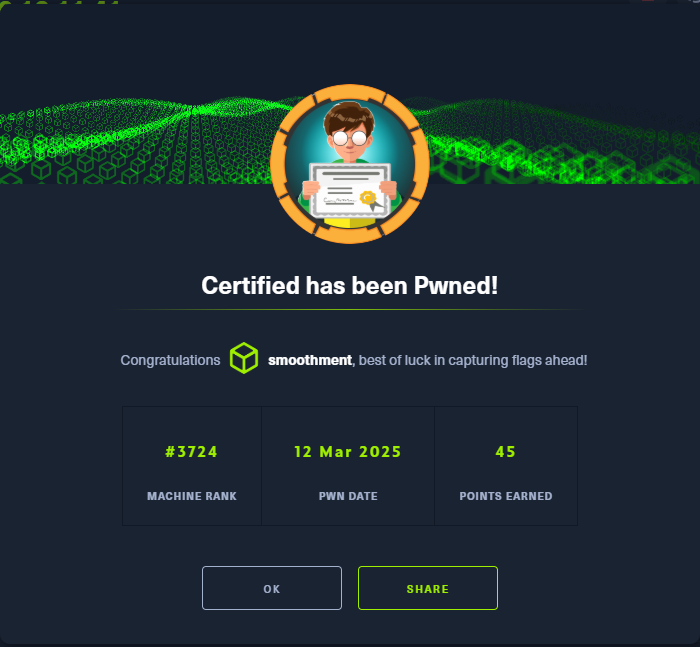 Certified has been Pwned!
Congratulations smoothment, best of luck in capturing flags ahead!
#3724
12 Mar 2025
45
MACHINE RANK
PWN DATE
POINTS EARNED
OK
SHARE